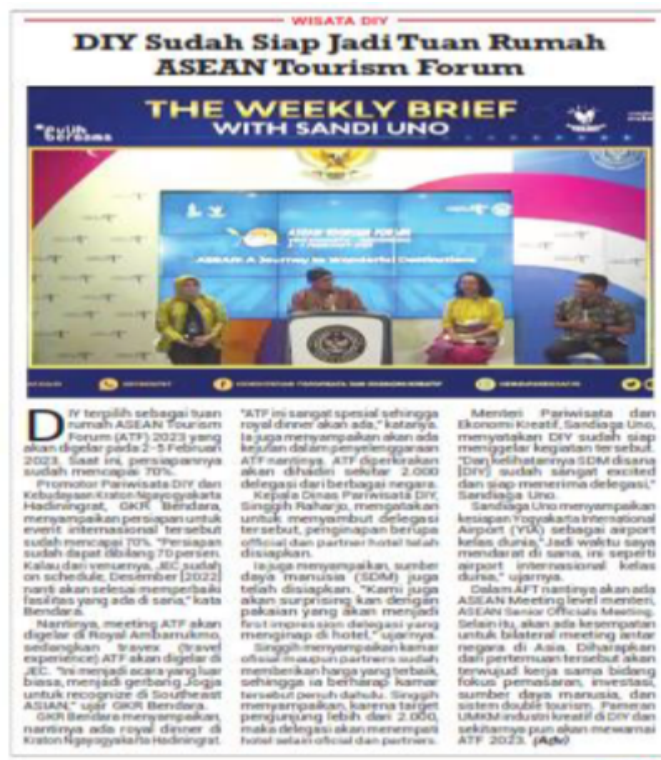 WISATA DIY
DIY Sudah Siap Jadi Tuan Rumah
ASEAN Tourism Forum
THE WEEKLY BRIEF
WITH SANDI UNO
ASEAN: A Journey to Wonderful Destinations
DIY terpilih sebagai tuan
rumah ASEAN Tourism
Forum (ATF) 2023 yang
akan digelar pada 2-5 Februari
2023. Saat ini, persiapannya
sudah mencapai 70%.
Promotor Pariwisata DIY dan
Kebudayaan Kraton Ngayogyakarta
Hadiningrat, GKR Bendara,
menyampaikan persiapan untuk
event internasional tersebut
sudah mencapai 70%. "Persiapan
sudah dapat dibilang 70 persen.
Kalau dari venuenya, JEC sudah
on schedule, Desember [2022]
nanti akan selesai memperbaiki
fasilitas yang ada di sana," kata
Bendara.
Nantinya, meeting ATF akan
digelar di Royal Ambarrukmo,
sedangkan travex (travel
experience) ATF akan digelar di
JEC. "Ini menjadi acara yang luar
biasa, menjadi gerbang Jogja
untuk recognize di Southeast
ASIAN," ujar GKR Bendara.
GKR Bendara menyampaikan,
nantinya ada royal dinner di
Kraton Ngayogyakarta Hadiningrat.
"ATF ini sangat spesial sehingga
royal dinner akan ada," katanya.
Ia juga menyampaikan akan ada
kejutan dalam penyelenggaraan
ATF nantinya. ATF diperkirakan
akan dihadiri sekitar 2.000
delegasi dari berbagai negara.
Kepala Dinas Pariwisata DIY,
Singgih Raharjo, mengatakan
untuk menyambut delegasi
tersebut, penginapan berupa
official dan partner hotel telah
disiapkan.
Ia juga menyampaikan, sumber
daya manusia (SDM) juga
telah disiapkan. "Kami juga
akan surprising kan dengan
pakaian yang akan menjadi
first impression delegasi yang
menginap di hotel," ujarnya.
Singgih menyampaikan kamar
oficial maupun partners sudah
memberikan harga yang terbaik,
sehingga ia berharap kamar
tersebut penuh dahulu. Singgih
menyampaikan, karena target
pengunjung lebih dari 2.000,
maka delegasi pun akan menempati
hotel selain oficial dan partners.
Menteri Pariwisata dan
Ekonomi Kreatif, Sandiaga Uno,
menyatakan DIY sudah siap
menggelar kegiatan tersebut.
"Dan kelihatannya SDM disana
[DIY] sudah sangat excited
dan siap menerima delegasi,"
Sandiaga Uno.
Sandiaga Uno menyampaikan
kesiapan Yogyakarta International
Airport (YIA) sebagai airport
kelas dunia," Jadi waktu saya
mendarat di sana, ini seperti
airport internasional kelas
dunia," ujarnya.
Dalam AFT nantinya akan ada
ASEAN Meeting level menteri,
ASEAN Senior Officials Meeting.
Selain itu, akan ada kesempatan
untuk bilateral meeting antar
negara di Asia. Diharapkan
dari pertemuan tersebut akan
terwujud kerja sama bidang
fokus pemasaran, investasi,
sumber daya manusia, dan
sistem double tourism. Pameran
UMKM industri kreatif di DIY dan
sekitarnya pun akan mewarnai
ATF 2023. (Adv)